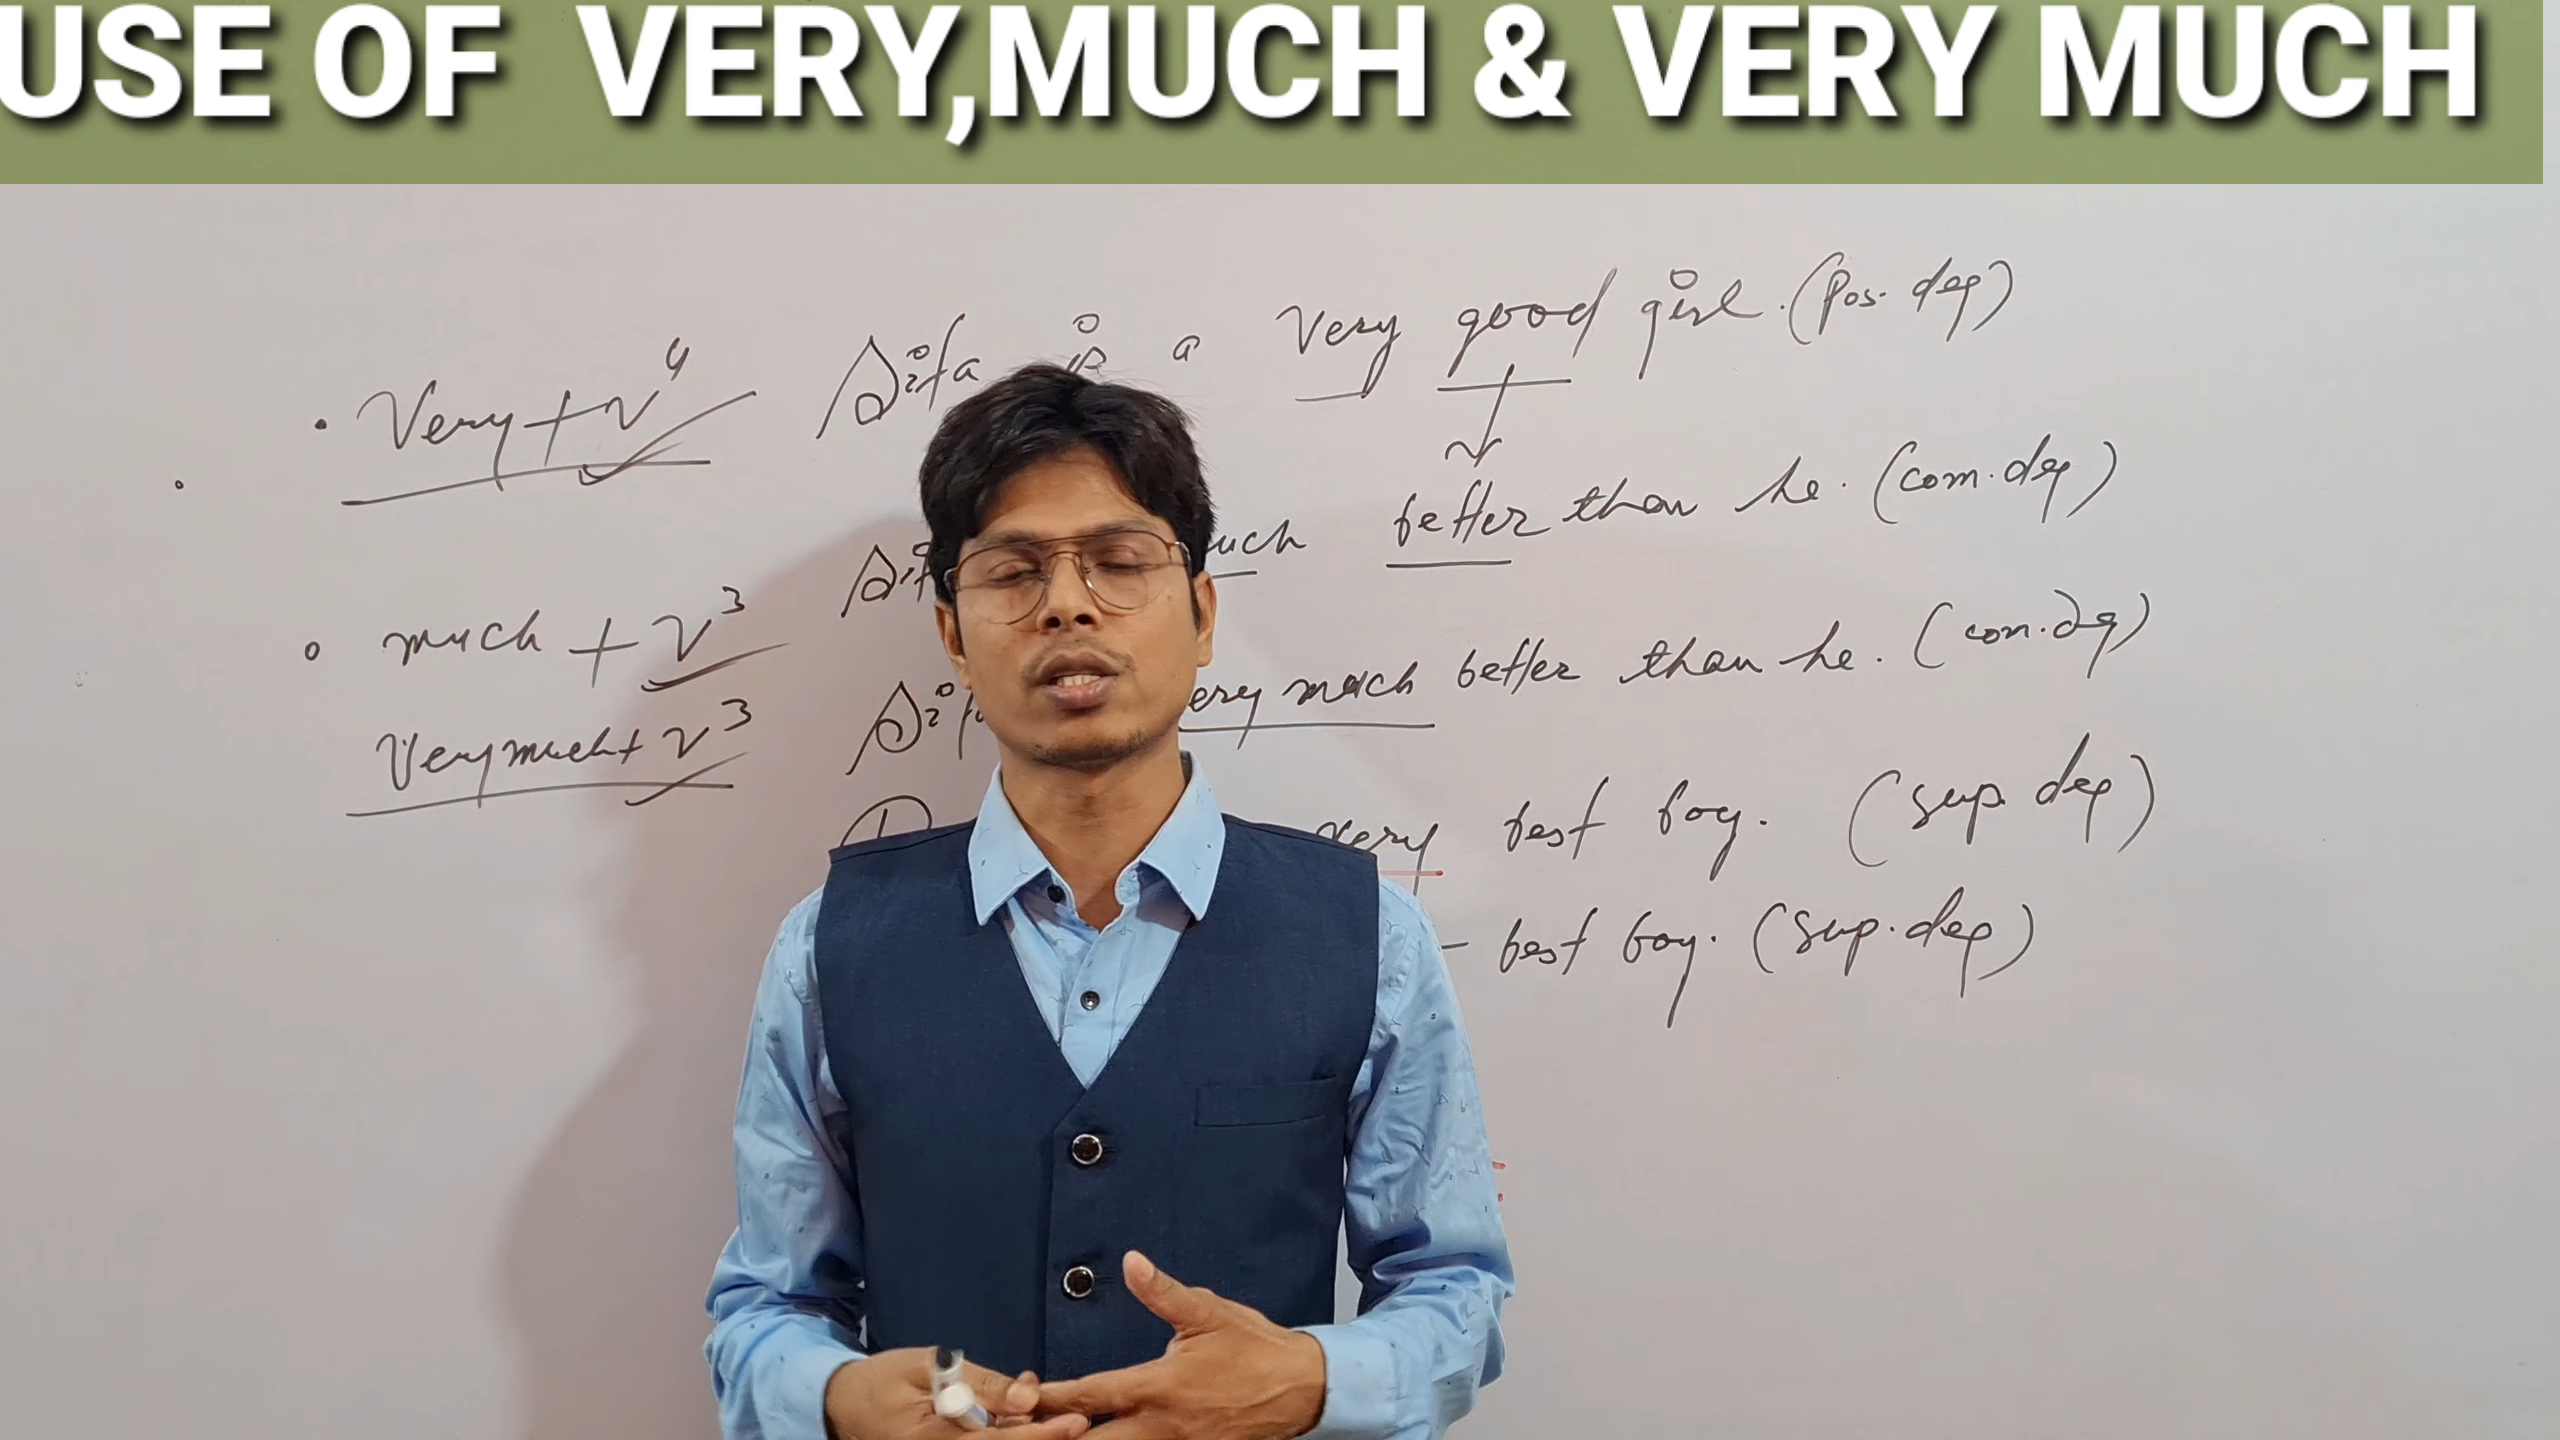 USE OF VERY,MUCH & VERY MUCH
Very + v4
much + v3
Very much + v3
Sita is a very good girl. (Pos. deg)
better than he. (com. deg)
very much better than he. (com. deg)
very best boy. (sup. deg)
best boy. (Sup. deg)